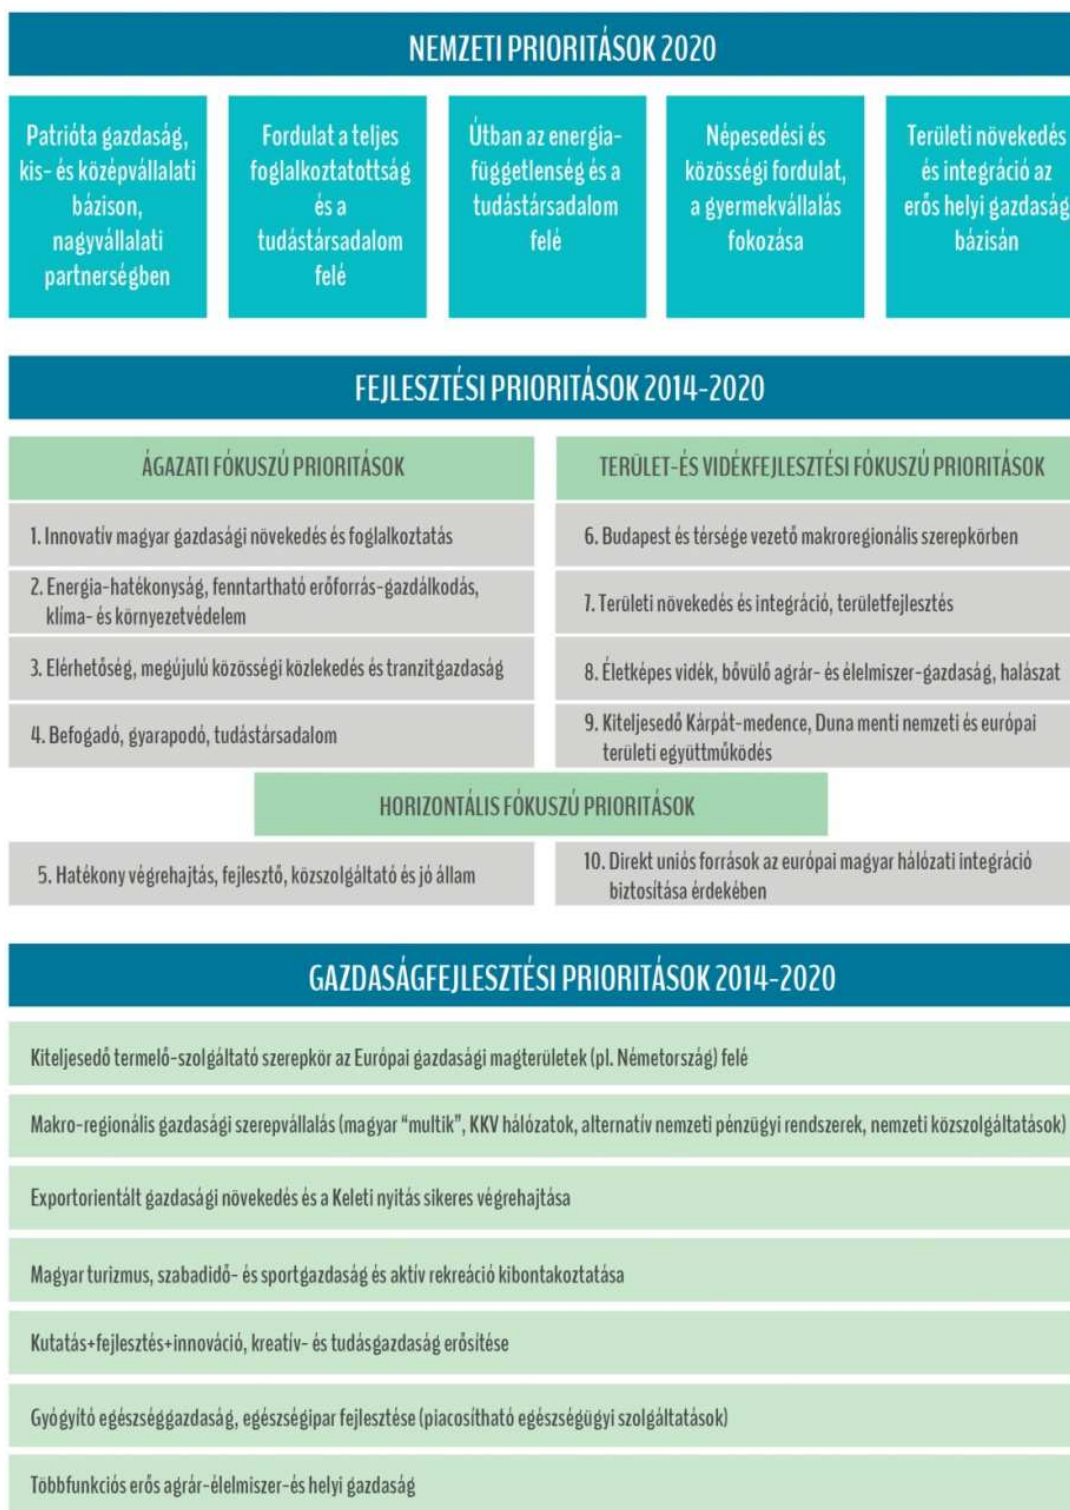 NEMZETI PRIORITÁSOK 2020
Patrióta gazdaság,
kis- és középvállalati
bázison,
nagyvállalati
partnerségben
Fordulat a teljes
foglalkoztatottság
és a
tudástársadalom
felé
Útban az energia-
függetlenség és a
tudástársadalom
felé
Népesedési és
közösségi fordulat,
a gyermekvállalás
fokozása
Területi növekedés
és integráció az
erős helyi gazdaság
bázisán
FEJLESZTÉSI PRIORITÁSOK 2014-2020
ÁGAZATI FÓKUSZÚ PRIORITÁSOK
1. Innovatív magyar gazdasági növekedés és foglalkoztatás
2. Energia-hatékonyság, fenntartható erőforrás-gazdálkodás,
klíma- és környezetvédelem
3. Elérhetőség, megújuló közösségi közlekedés és tranzitgazdaság
4. Befogadó, gyarapodó, tudástársadalom
TERÜLET-ÉS VIDÉKFEJLESZTÉSI FÓKUSZÚ PRIORITÁSOK
6. Budapest és térsége vezető makroregionális szerepkörben
7. Területi növekedés és integráció, területfejlesztés
8. Életképes vidék, bővülő agrár- és élelmiszer-gazdaság, halászat
9. Kiteljesedő Kárpát-medence, Duna menti nemzeti és európai
területi együttműködés
HORIZONTÁLIS FÓKUSZÚ PRIORITÁSOK
5. Hatékony végrehajtás, fejlesztő, közszolgáltató és jó állam
10. Direkt uniós források az európai magyar hálózati integráció
biztosítása érdekében
GAZDASÁGFEJLESZTÉSI PRIORITÁSOK 2014-2020
Kiteljesedő termelő-szolgáltató szerepkör az Európai gazdasági magterületek (pl. Németország) felé
Makro-regionális gazdasági szerepvállalás (magyar "multik", KKV hálózatok, alternatív nemzeti pénzügyi rendszerek, nemzeti közszolgáltatások)
Exportorientált gazdasági növekedés és a Keleti nyitás sikeres végrehajtása
Magyar turizmus, szabadidő- és sportgazdaság és aktív rekreáció kibontakoztatása
Kutatás+fejlesztés+innováció, kreatív- és tudásgazdaság erősítése
Gyógyító egészséggazdaság, egészségipar fejlesztése (piacosítható egészségügyi szolgáltatások)
Többfunkciós erős agrár-élelmiszer-és helyi gazdaság